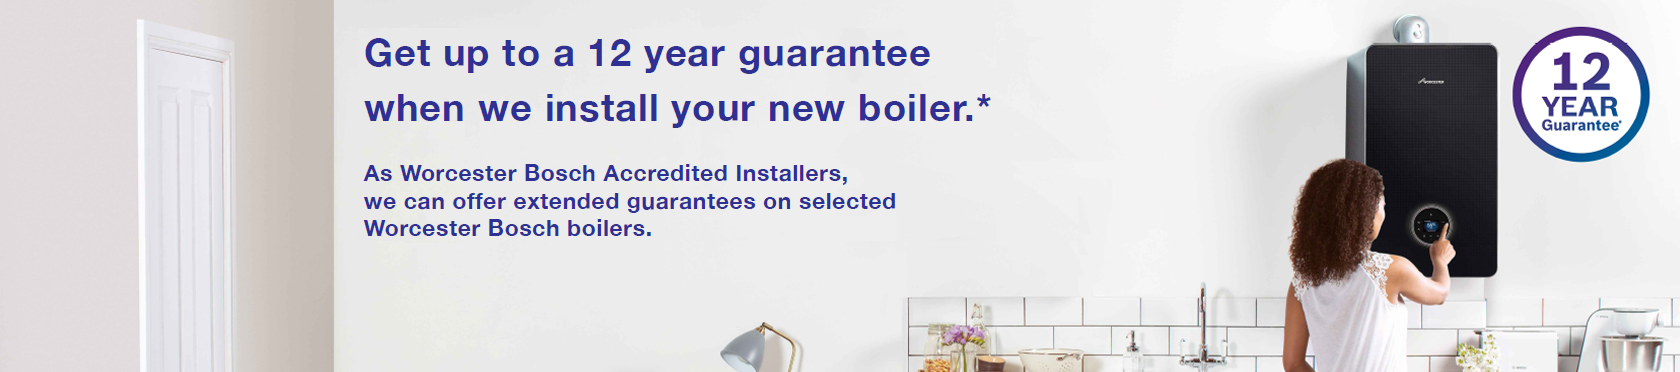 Get up to a 12 year guarantee
when we install your new boiler.*
As Worcester Bosch Accredited Installers,
we can offer extended guarantees on selected
Worcester Bosch boilers.
12
YEAR
Guarantee*